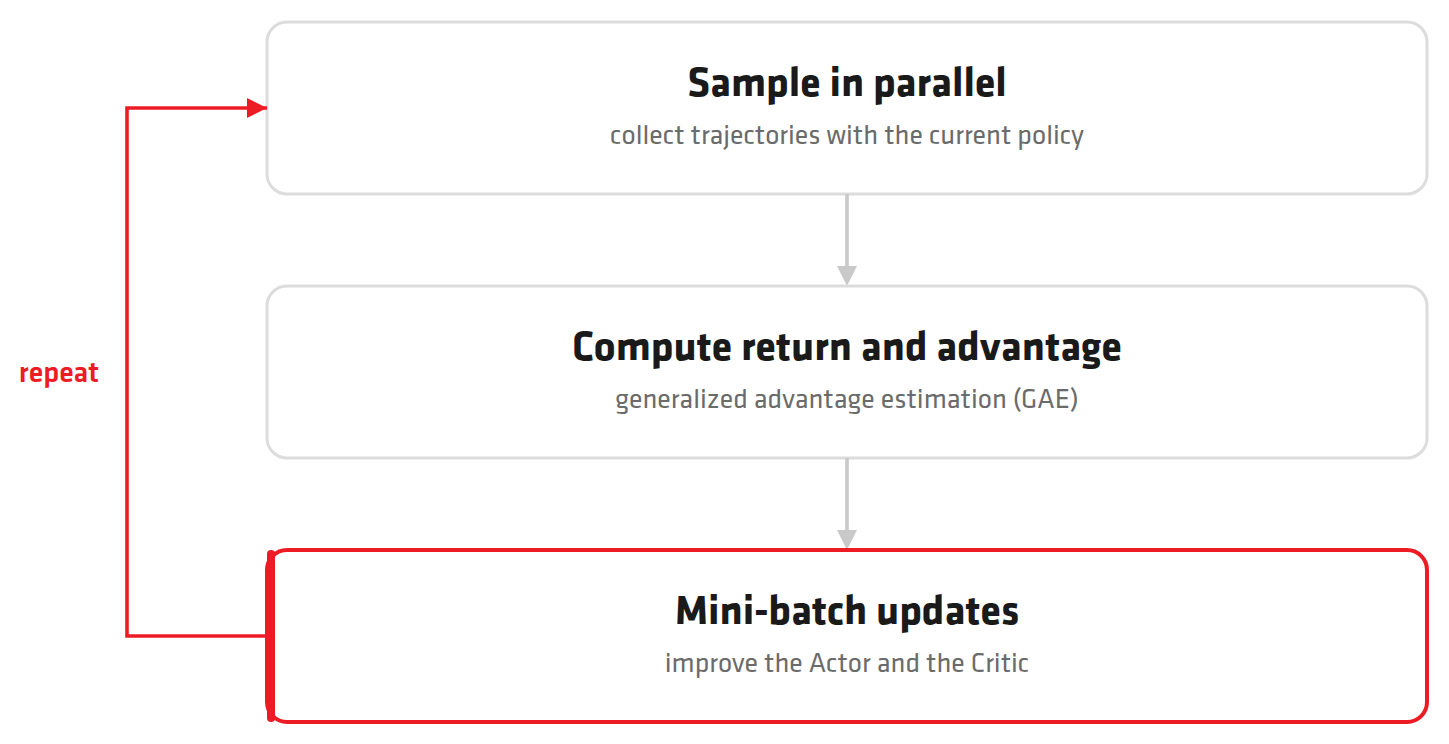 Sample in parallel
collect trajectories with the current policy
repeat
Compute return and advantage
generalized advantage estimation (GAE)
Mini-batch updates
improve the Actor and the Critic